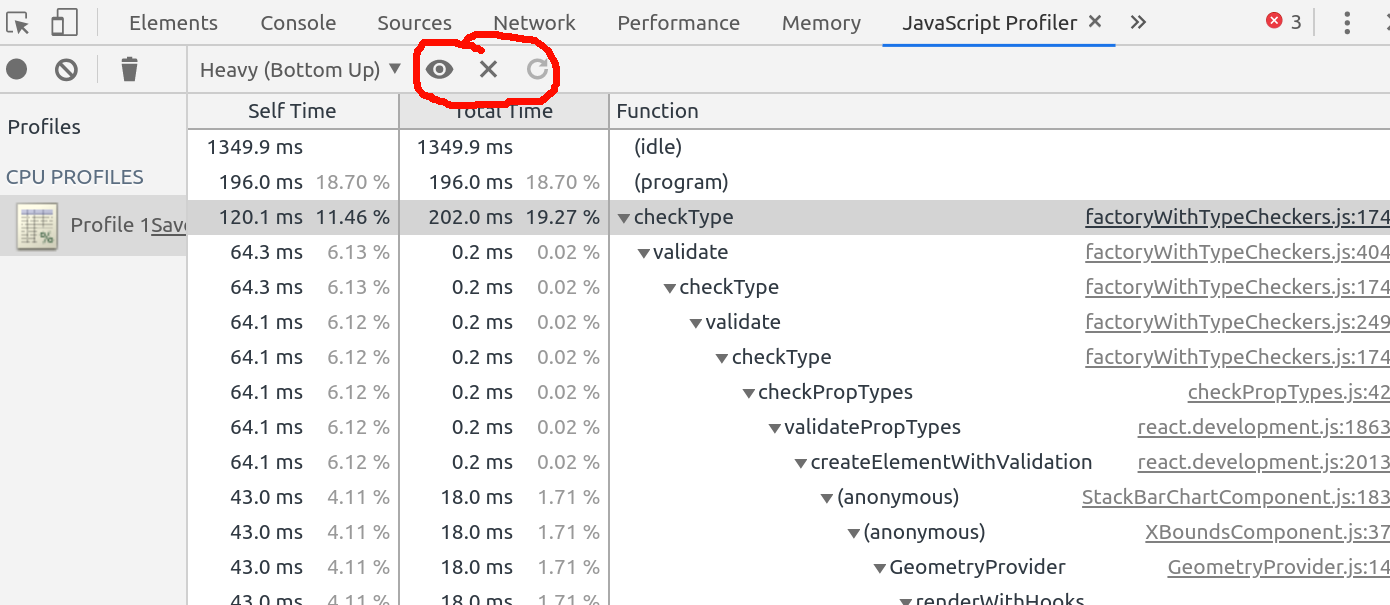 Elements Console Sources Network Performance Memory JavaScript Profiler × » 3
Heavy (Bottom Up) ▼
Self Time Total Time Function
Profiles
CPU PROFILES
Profile 1 Save
1349.9 ms 1349.9 ms (idle)
196.0 ms 18.70 % 196.0 ms 18.70 % (program)
120.1 ms 11.46 % 202.0 ms 19.27 % checkType factoryWithTypeCheckers.js:174
64.3 ms 6.13 % 0.2 ms 0.02 % validate factoryWithTypeCheckers.js:404
64.3 ms 6.13 % 0.2 ms 0.02 % checkType factoryWithTypeCheckers.js:174
64.1 ms 6.12 % 0.2 ms 0.02 % validate factoryWithTypeCheckers.js:249
64.1 ms 6.12 % 0.2 ms 0.02 % checkType factoryWithTypeCheckers.js:174
64.1 ms 6.12 % 0.2 ms 0.02 % checkPropTypes checkPropTypes.js:42
64.1 ms 6.12 % 0.2 ms 0.02 % validatePropTypes react.development.js:1863
64.1 ms 6.12 % 0.2 ms 0.02 % createElementWithValidation react.development.js:2013
43.0 ms 4.11 % 18.0 ms 1.71 % (anonymous) StackBarChartComponent.js:183
43.0 ms 4.11 % 18.0 ms 1.71 % (anonymous) XBoundsComponent.js:37
43.0 ms 4.11 % 18.0 ms 1.71 % GeometryProvider GeometryProvider.js:14
43.0 ms 4.11 % 18.0 ms 1.71 % renderWithHooks